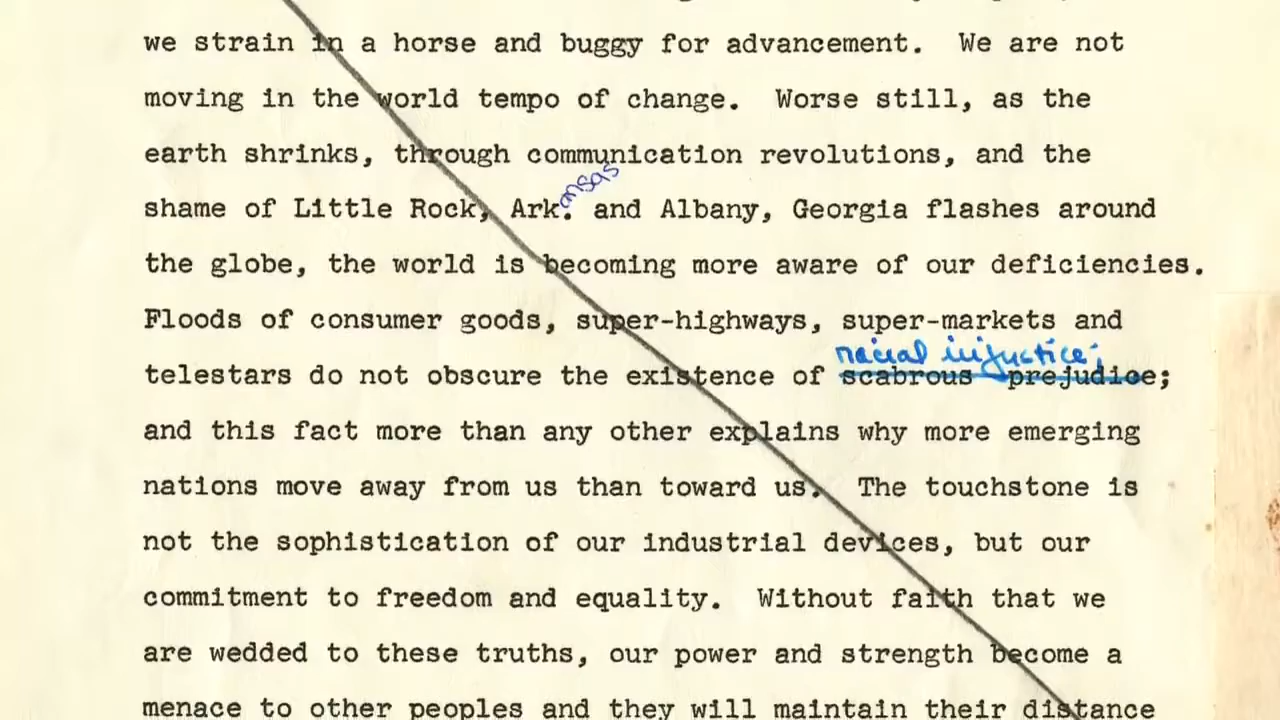 we strain in a horse and buggy for advancement. We are not
moving in the world tempo of change. Worse still, as the
earth shrinks, through communication revolutions, and the
ansas
shame of Little Rock, Ark. and Albany, Georgia flashes around
the globe, the world is becoming more aware of our deficiencies.
Floods of consumer goods, super-highways, super-markets and
racial injustice;
telestars do not obscure the existence of scabrous prejudice;
and this fact more than any other explains why more emerging
nations move away from us than toward us. The touchstone is
not the sophistication of our industrial devices, but our
commitment to freedom and equality. Without faith that we
are wedded to these truths, our power and strength become a
menace to other peoples and they will maintain their distance